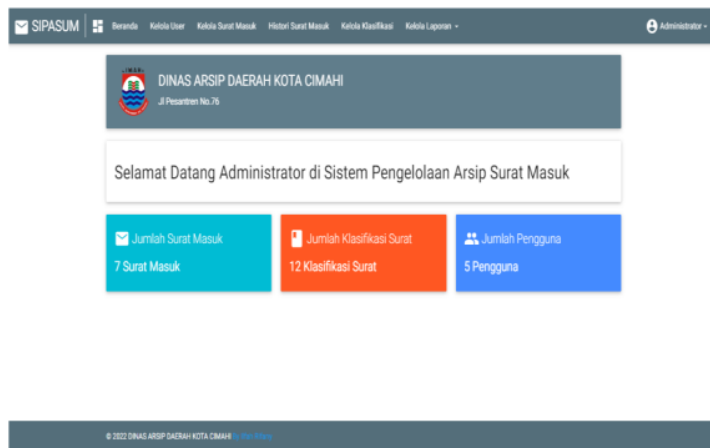 SIPASUM Beranda Kelola User Kelola Surat Masuk Histori Surat Masuk Kelola Klasifikasi Kelola Laporan Administrator
DINAS ARSIP DAERAH KOTA CIMAHI
Jl Pesantren No.76
Selamat Datang Administrator di Sistem Pengelolaan Arsip Surat Masuk
Jumlah Surat Masuk
7 Surat Masuk
Jumlah Klasifikasi Surat
12 Klasifikasi Surat
Jumlah Pengguna
5 Pengguna
© 2022 DINAS ARSIP DAERAH KOTA CIMAHI by